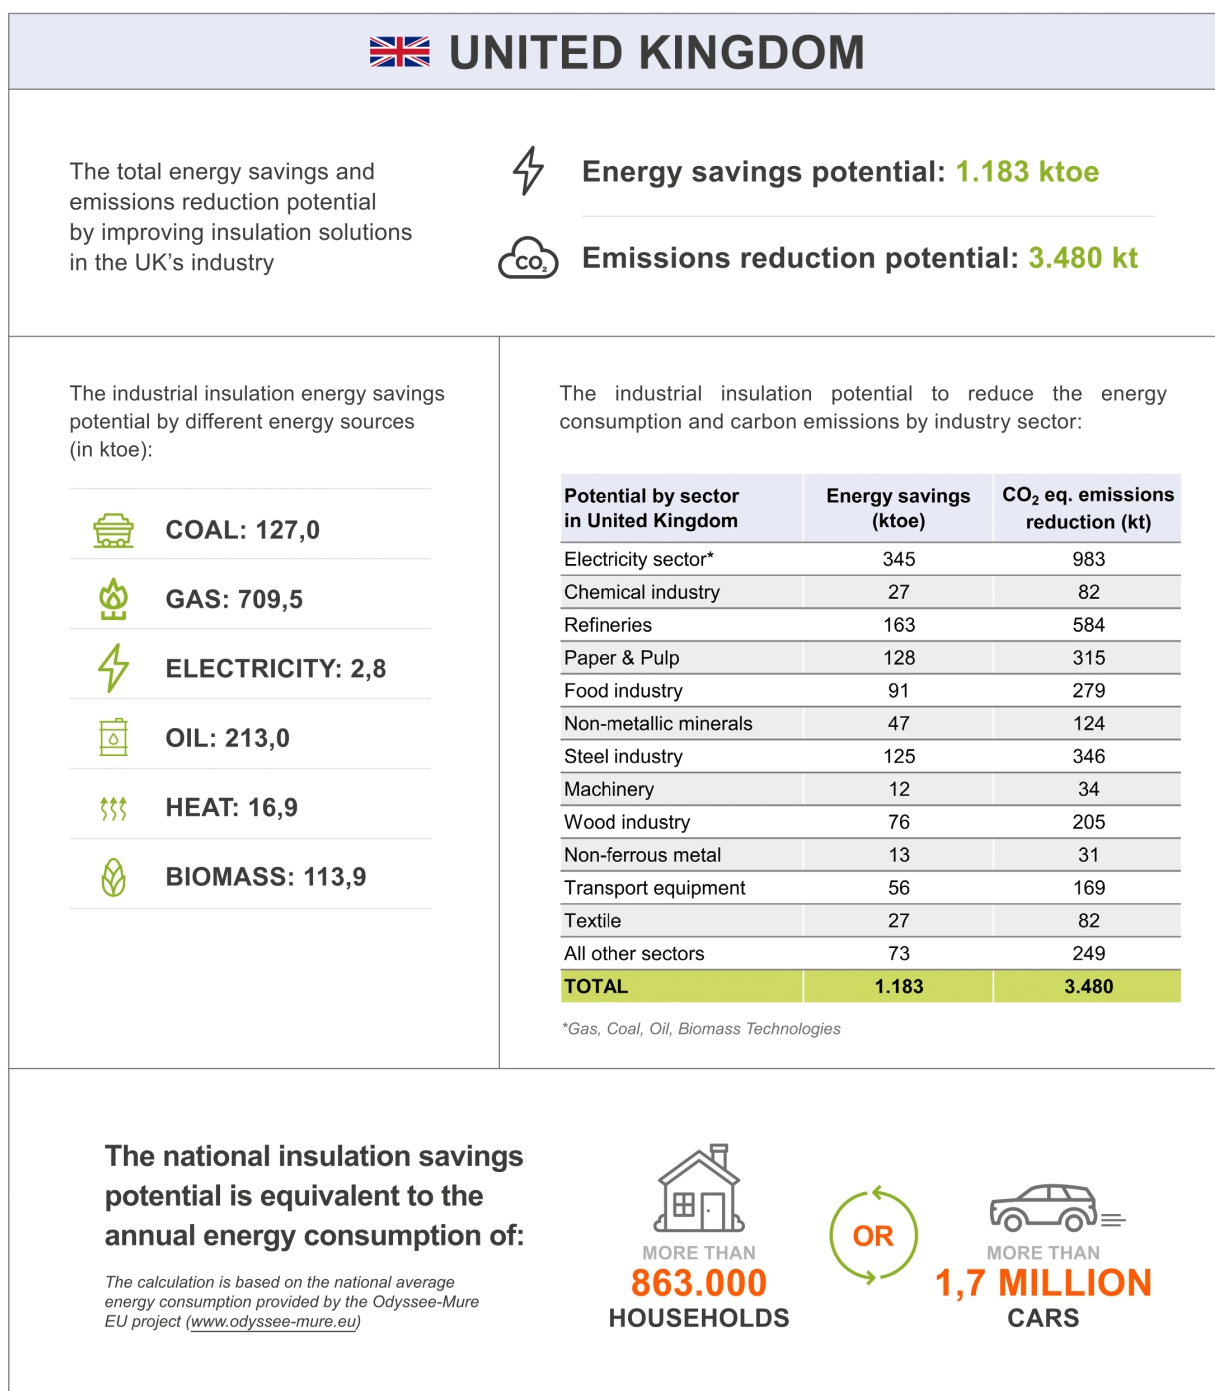 UNITED KINGDOM
The total energy savings and
emissions reduction potential
by improving insulation solutions
in the UK's industry
Energy savings potential: 1.183 ktoe
CO₂
Emissions reduction potential: 3.480 kt
The industrial insulation energy savings
potential by different energy sources
(in ktoe):
COAL: 127,0
GAS: 709,5
ELECTRICITY: 2,8
OIL: 213,0
HEAT: 16,9
BIOMASS: 113,9
The industrial insulation potential to reduce the energy
consumption and carbon emissions by industry sector:
Potential by sector in United Kingdom Energy savings (ktoe) CO₂ eq. emissions reduction (kt)
Electricity sector* 345 983
Chemical industry 27 82
Refineries 163 584
Paper & Pulp 128 315
Food industry 91 279
Non-metallic minerals 47 124
Steel industry 125 346
Machinery 12 34
Wood industry 76 205
Non-ferrous metal 13 31
Transport equipment 56 169
Textile 27 82
All other sectors 73 249
TOTAL 1.183 3.480
*Gas, Coal, Oil, Biomass Technologies
The national insulation savings
potential is equivalent to the
annual energy consumption of:
The calculation is based on the national average
energy consumption provided by the Odyssee-Mure
EU project (www.odyssee-mure.eu)
MORE THAN
863.000
HOUSEHOLDS
OR
MORE THAN
1,7 MILLION
CARS